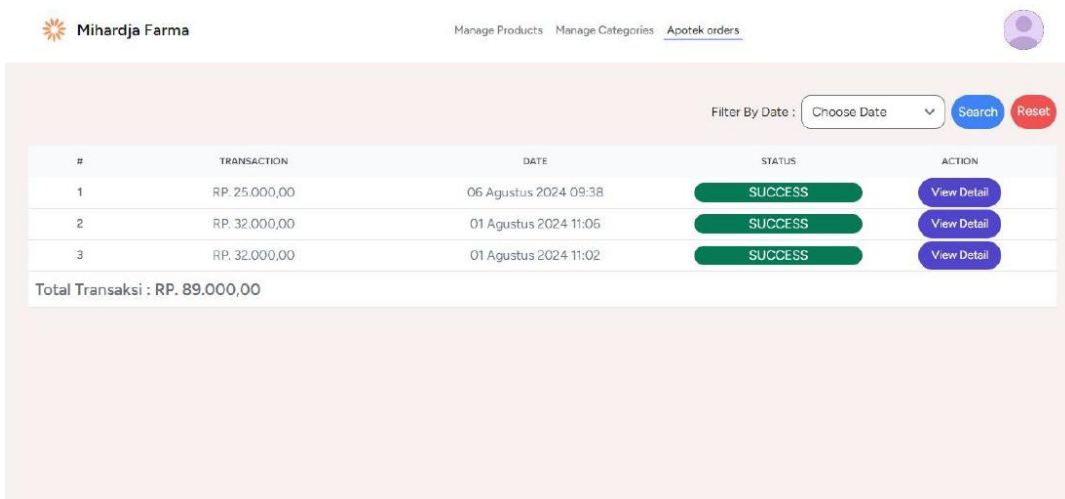 Mihardja Farma
Manage Products Manage Categories Apotek orders
Filter By Date : Choose Date Search Reset
# TRANSACTION DATE STATUS ACTION
1 RP. 25.000,00 06 Agustus 2024 09:38 SUCCESS View Detail
2 RP. 32.000,00 01 Agustus 2024 11:06 SUCCESS View Detail
3 RP. 32.000,00 01 Agustus 2024 11:02 SUCCESS View Detail
Total Transaksi : RP. 89.000,00